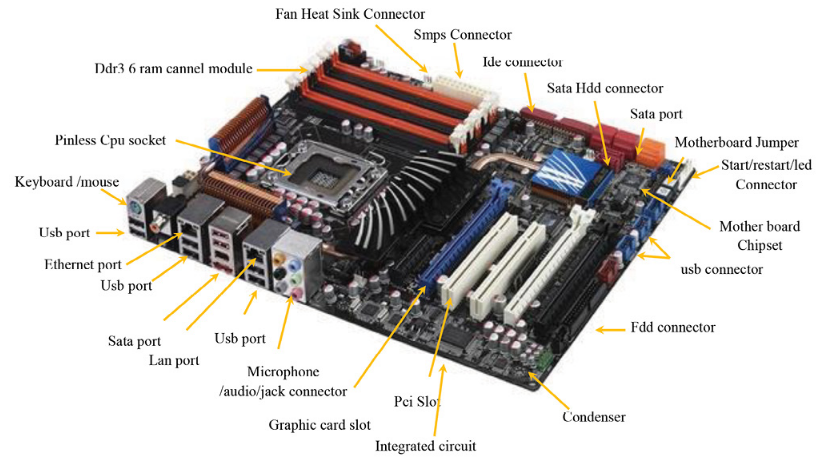 Fan Heat Sink Connector
Smps Connector
Ide connector
Ddr3 6 ram cannel module
Sata Hdd connector
Sata port
Pinless Cpu socket
Motherboard Jumper
Start/restart/led
Connector
Keyboard /mouse
Mother board
Chipset
Usb port
Ethernet port
Usb port
usb connector
Sata port
Lan port
Usb port
Fdd connector
Microphone
/audio/jack connector
Pci Slot
Graphic card slot
Condenser
Integrated circuit